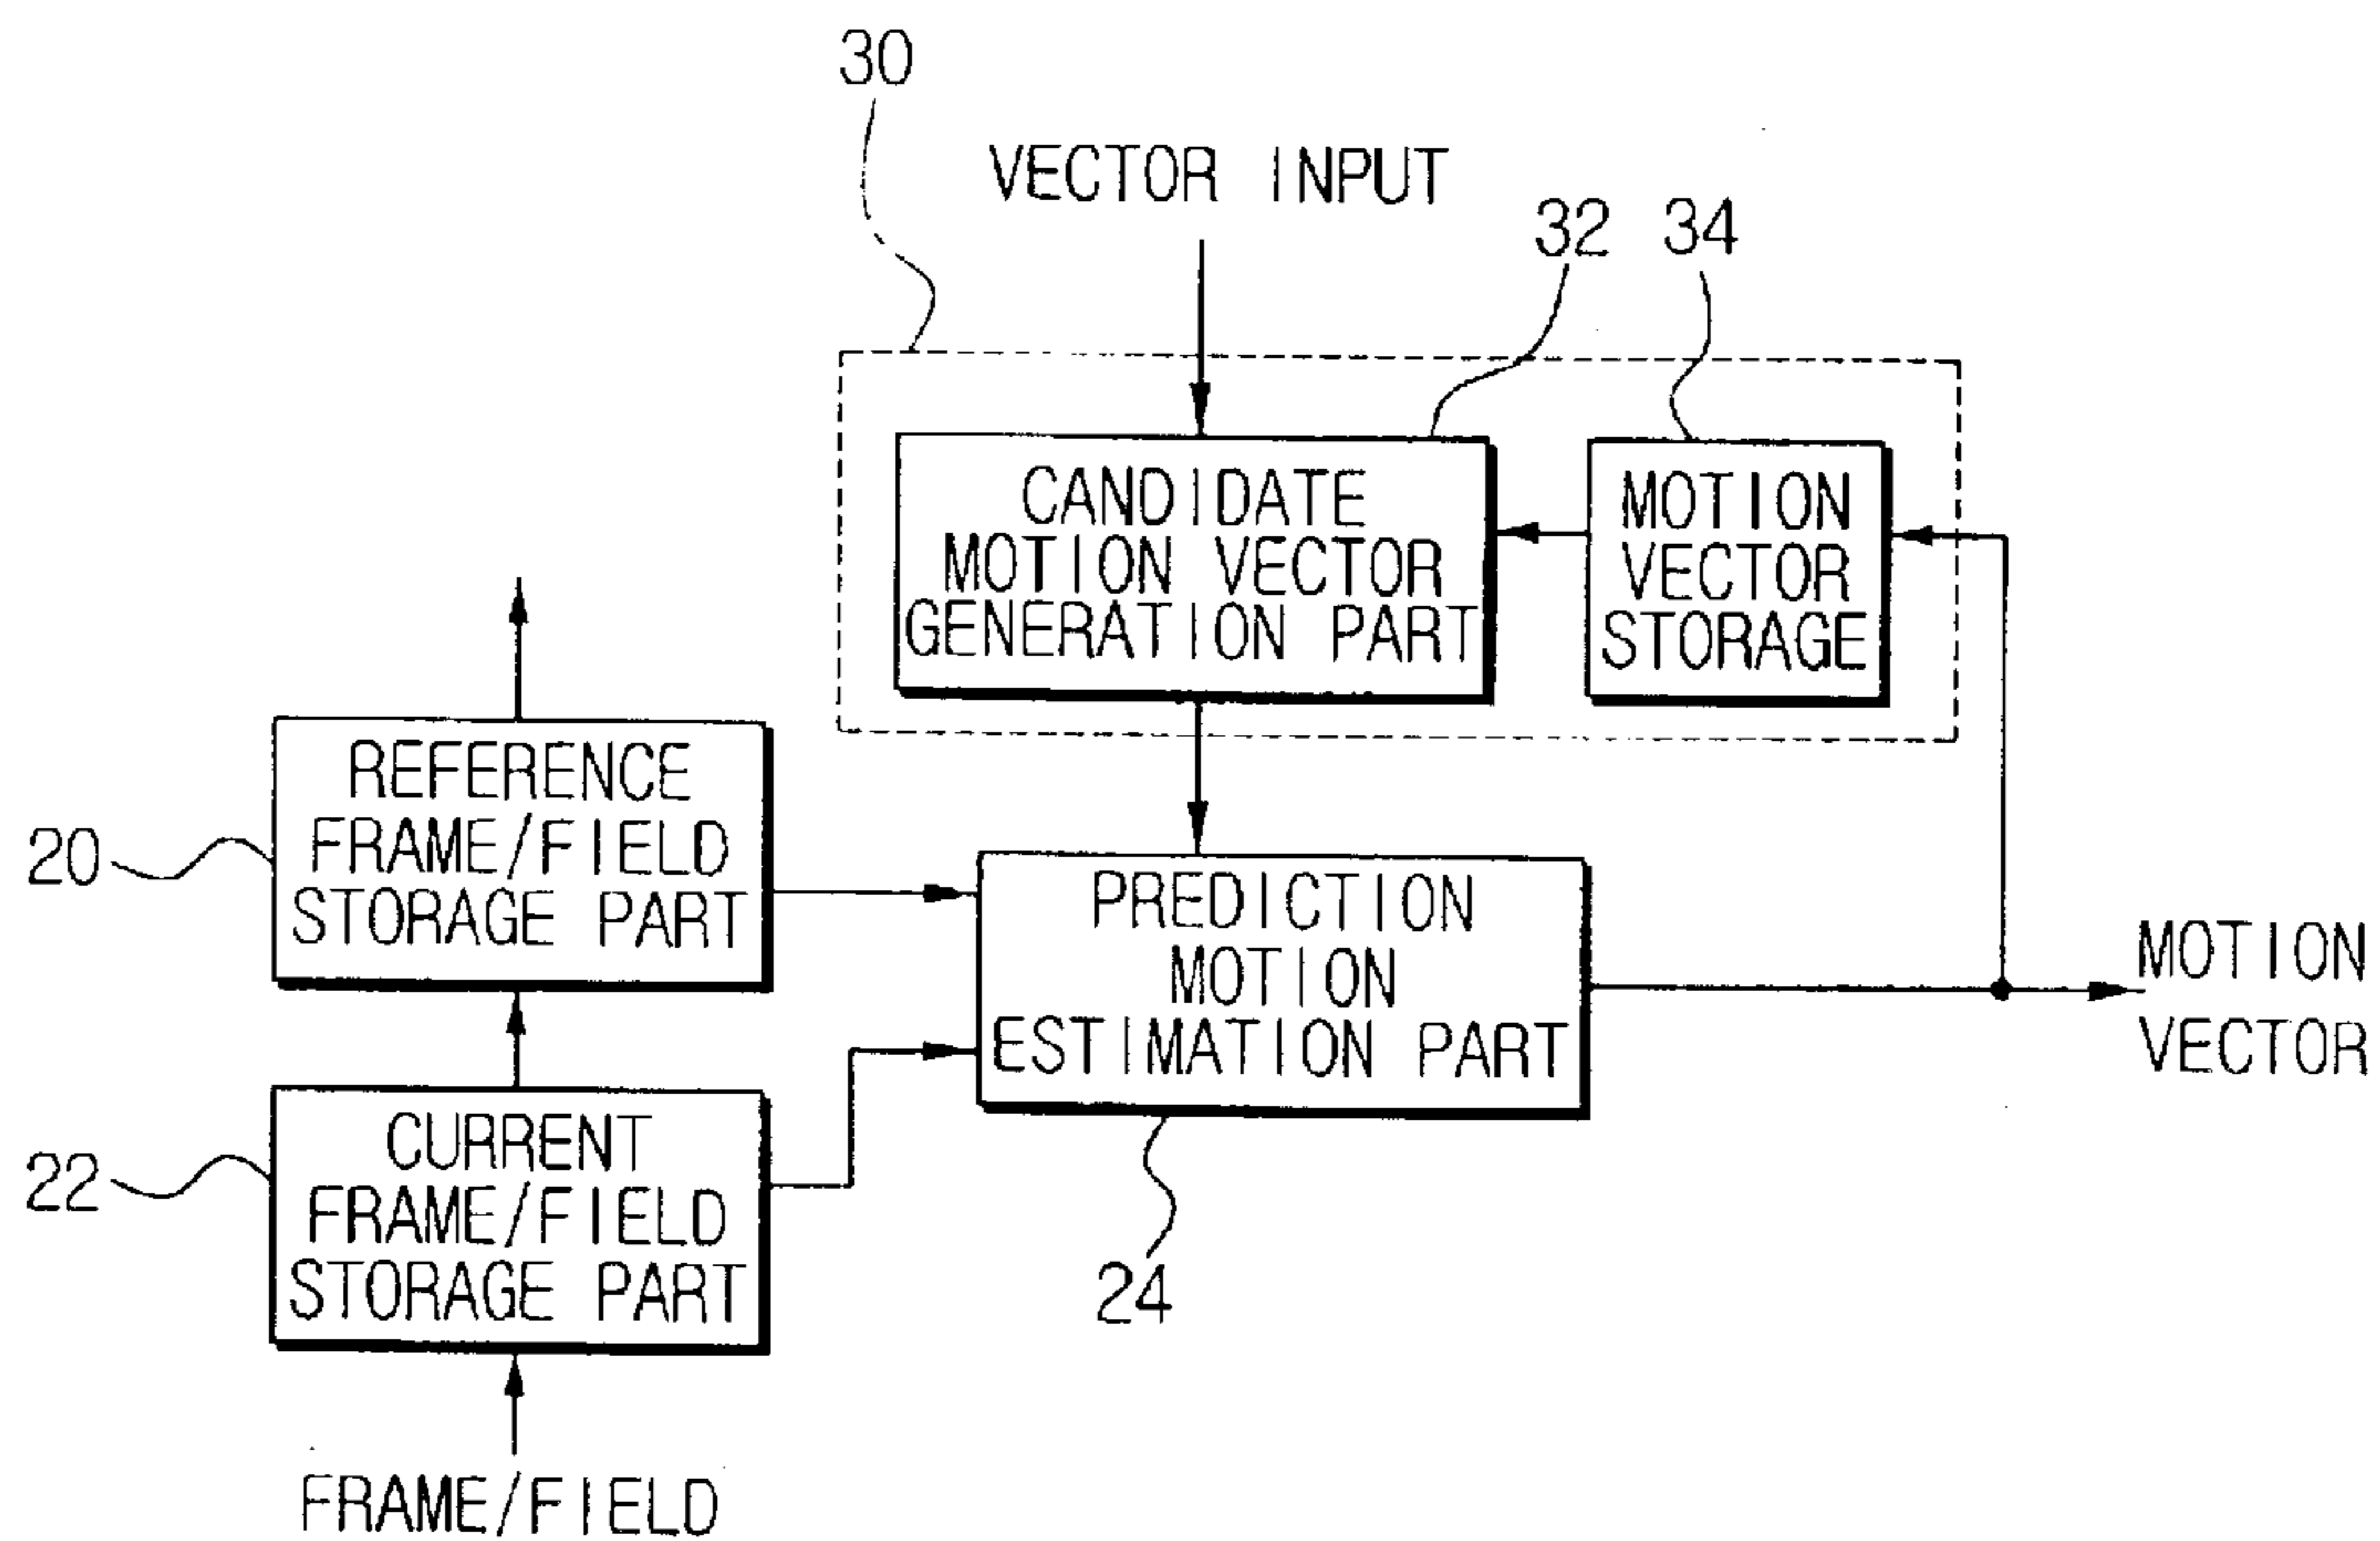 30
VECTOR INPUT
32
34
CANDIDATE
MOTION VECTOR
GENERATION PART
MOTION
VECTOR
STORAGE
REFERENCE
FRAME/FIELD
STORAGE PART
20
PREDICTION
MOTION
ESTIMATION PART
MOTION
VECTOR
CURRENT
FRAME/FIELD
STORAGE PART
22
24
FRAME/FIELD